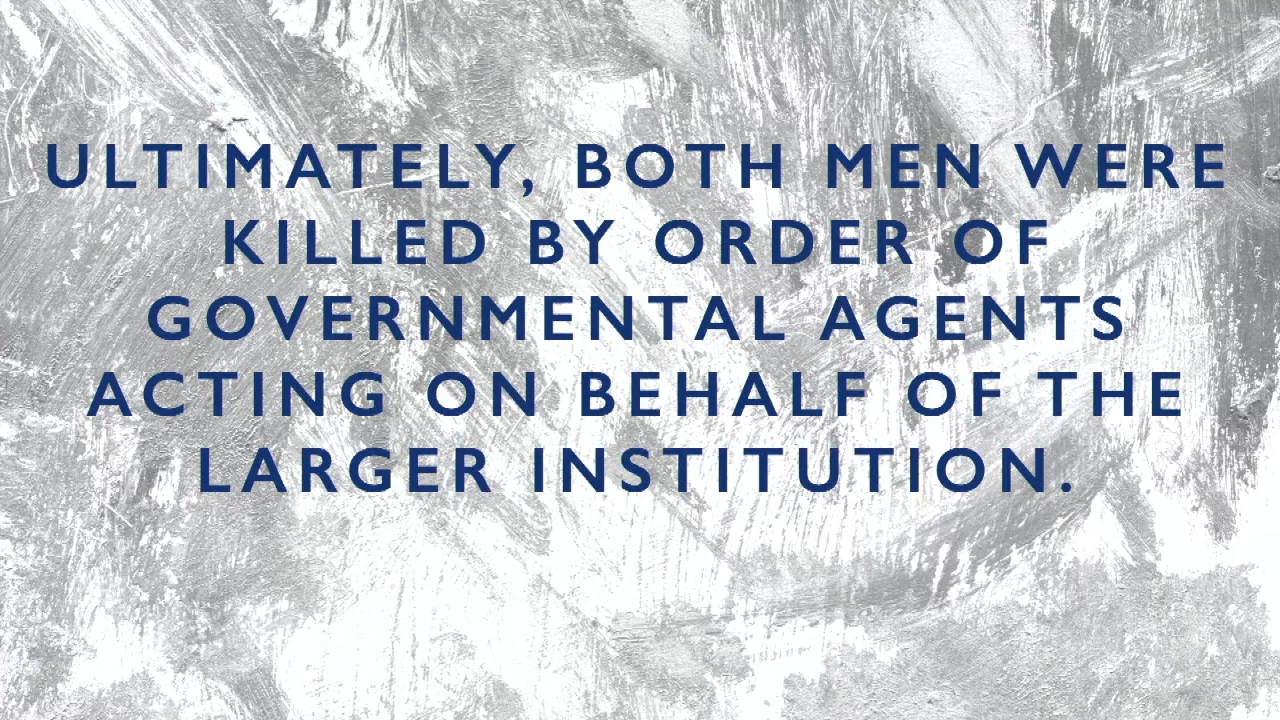 ULTIMATELY, BOTH MEN WERE
KILLED BY ORDER OF
GOVERNMENTAL AGENTS
ACTING ON BEHALF OF THE
LARGER INSTITUTION.